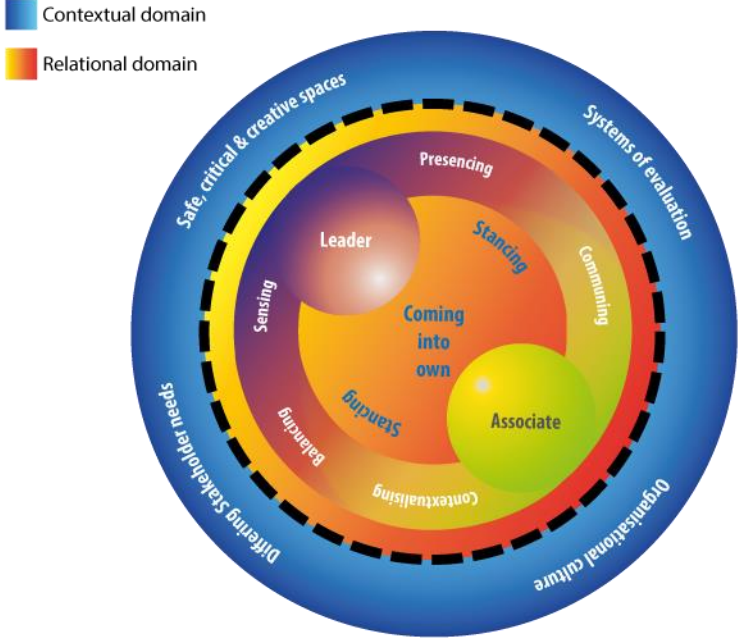 Contextual domain
Relational domain
Safe, critical & creative spaces
Systems of evaluation
Presencing
Leader
Stancing
Communing
Sensing
Coming
into
own
Stancing
Associate
Balancing
Contextualising
Differing Stakeholder needs
Organisational culture